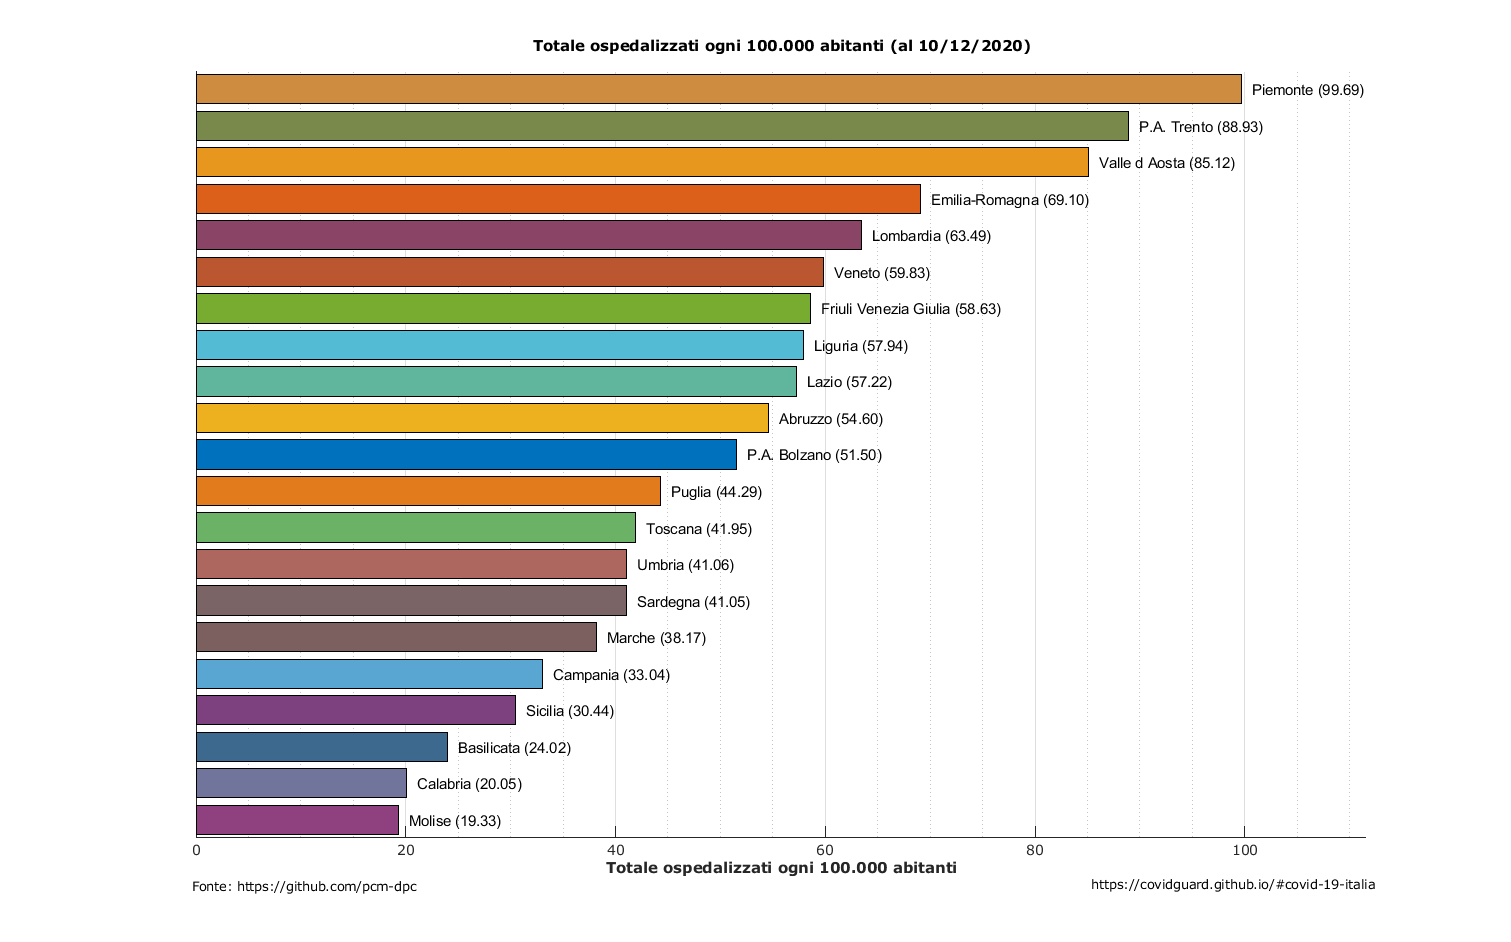 Totale ospedalizzati ogni 100.000 abitanti (al 10/12/2020)
Piemonte (99.69)
P.A. Trento (88.93)
Valle d Aosta (85.12)
Emilia-Romagna (69.10)
Lombardia (63.49)
Veneto (59.83)
Friuli Venezia Giulia (58.63)
Liguria (57.94)
Lazio (57.22)
Abruzzo (54.60)
P.A. Bolzano (51.50)
Puglia (44.29)
Toscana (41.95)
Umbria (41.06)
Sardegna (41.05)
Marche (38.17)
Campania (33.04)
Sicilia (30.44)
Basilicata (24.02)
Calabria (20.05)
Molise (19.33)
0 20 40 60 80 100
Totale ospedalizzati ogni 100.000 abitanti
Fonte: https://github.com/pcm-dpc
https://covidguard.github.io/#covid-19-italia